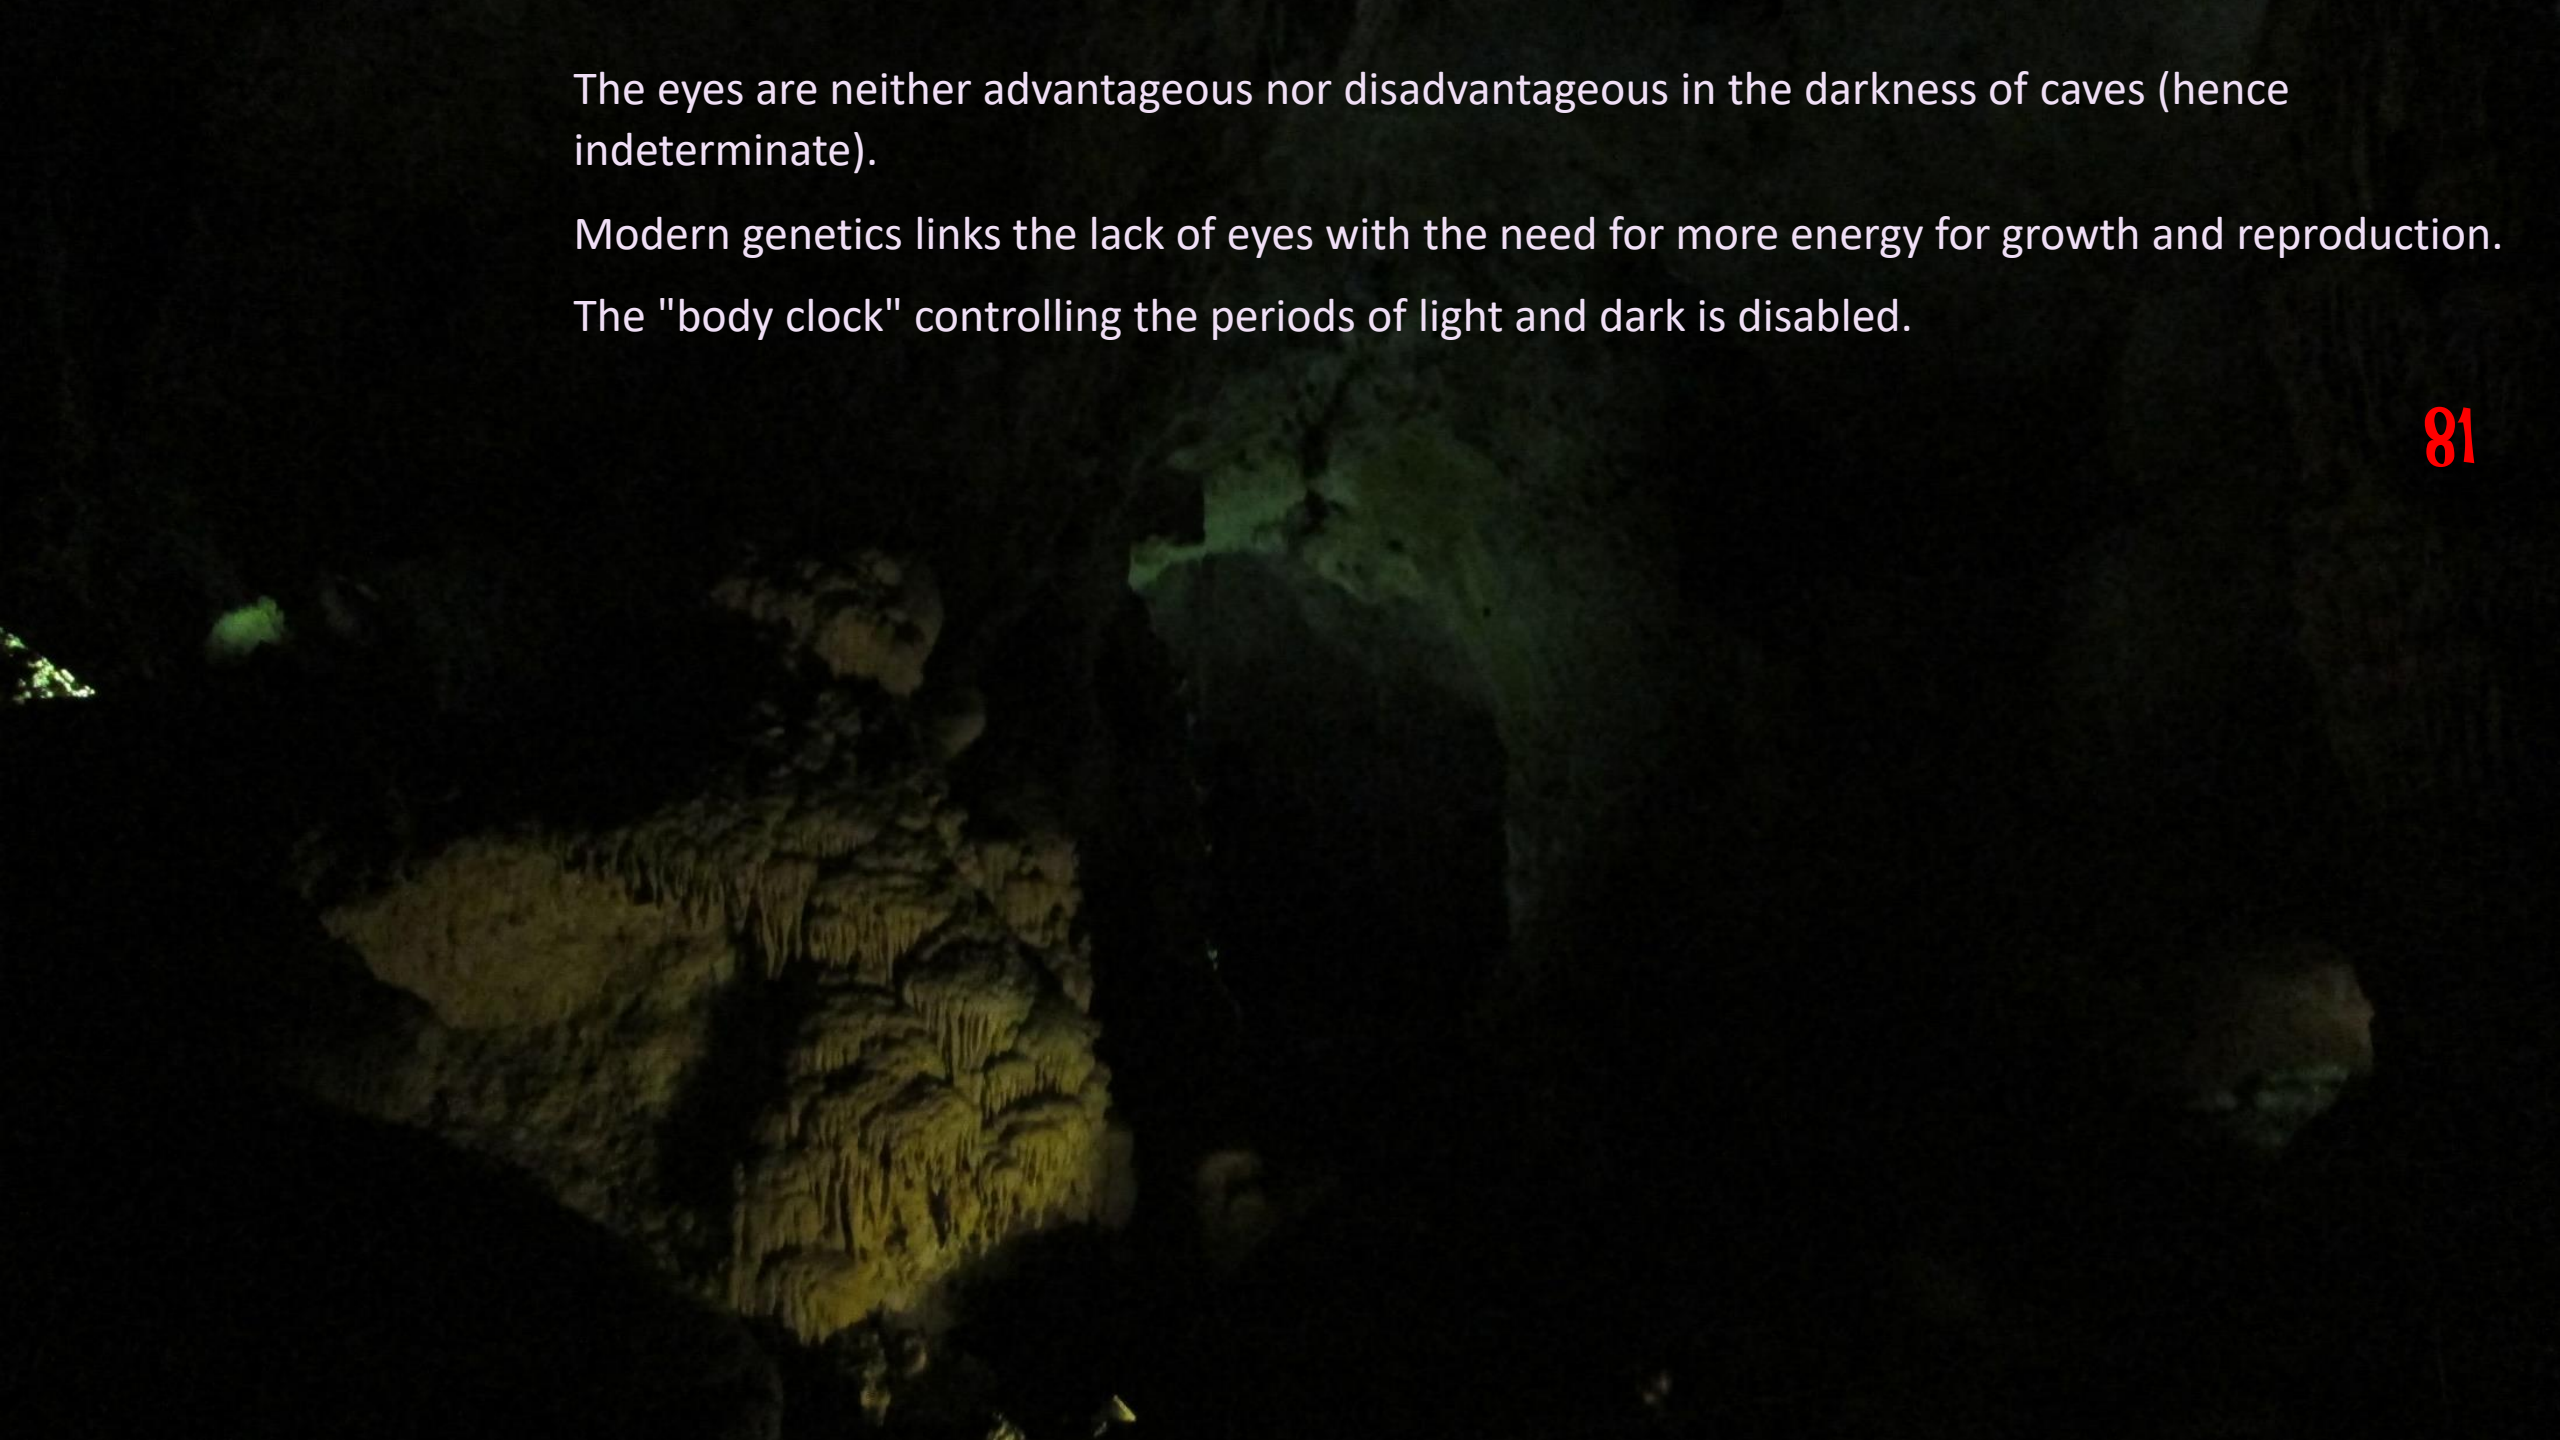 The eyes are neither advantageous nor disadvantageous in the darkness of caves (hence
indeterminate).
Modern genetics links the lack of eyes with the need for more energy for growth and reproduction.
The "body clock" controlling the periods of light and dark is disabled.
81